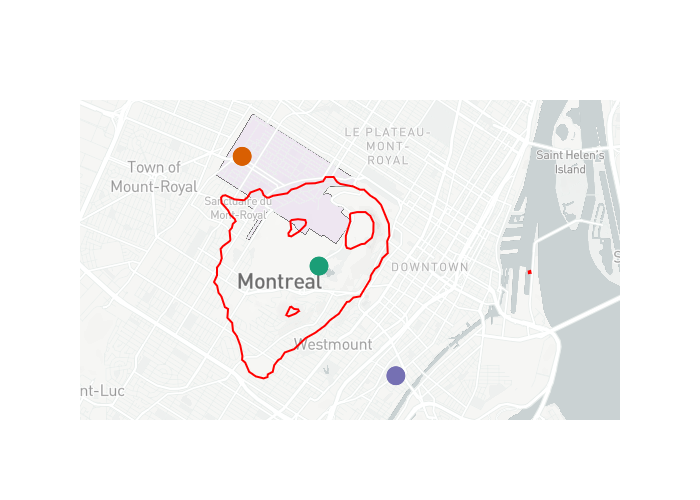 LE PLATEAU-
MONT-
ROYAL
Saint Helen's
Island
Town of
Mount-Royal
Sanctuaire du
Mont-Royal
DOWNTOWN
Montreal
Westmount
nt-Luc